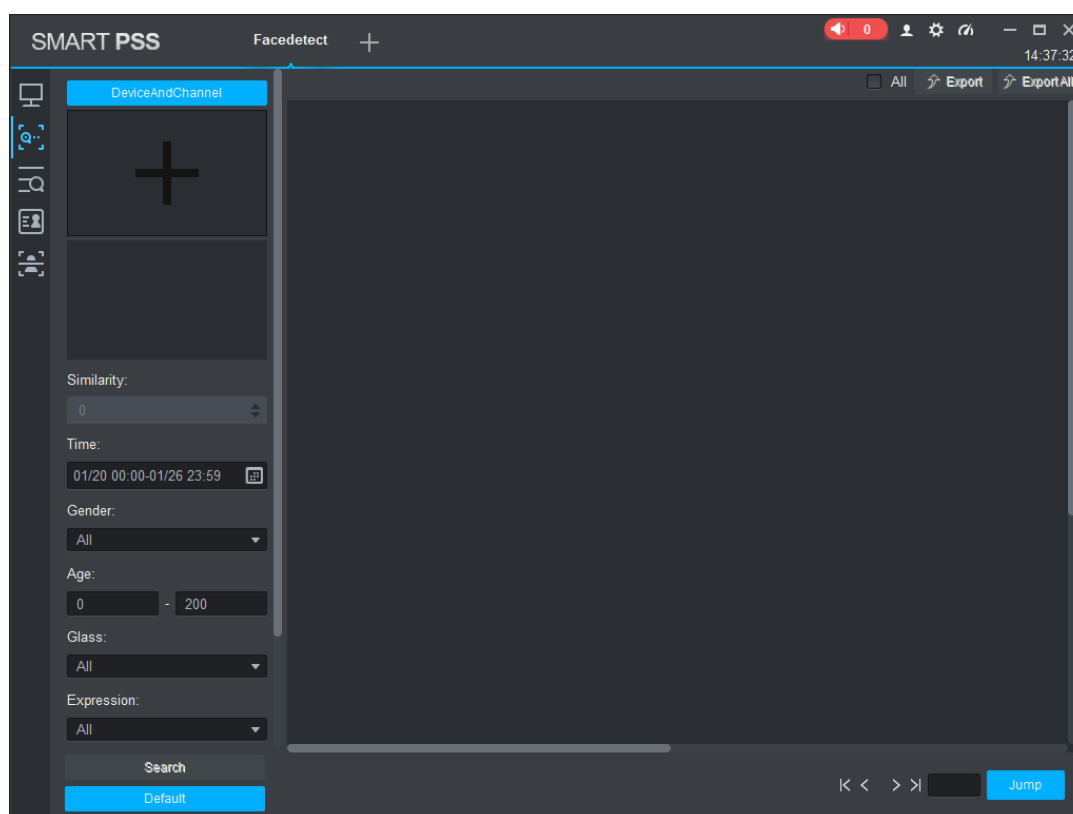 SMART PSS
Facedetect
0
14:37:32
All Export ExportAll
DeviceAndChannel
Similarity:
0
Time:
01/20 00:00-01/26 23:59
Gender:
All
Age:
0 - 200
Glass:
All
Expression:
All
Search
Default
Jump